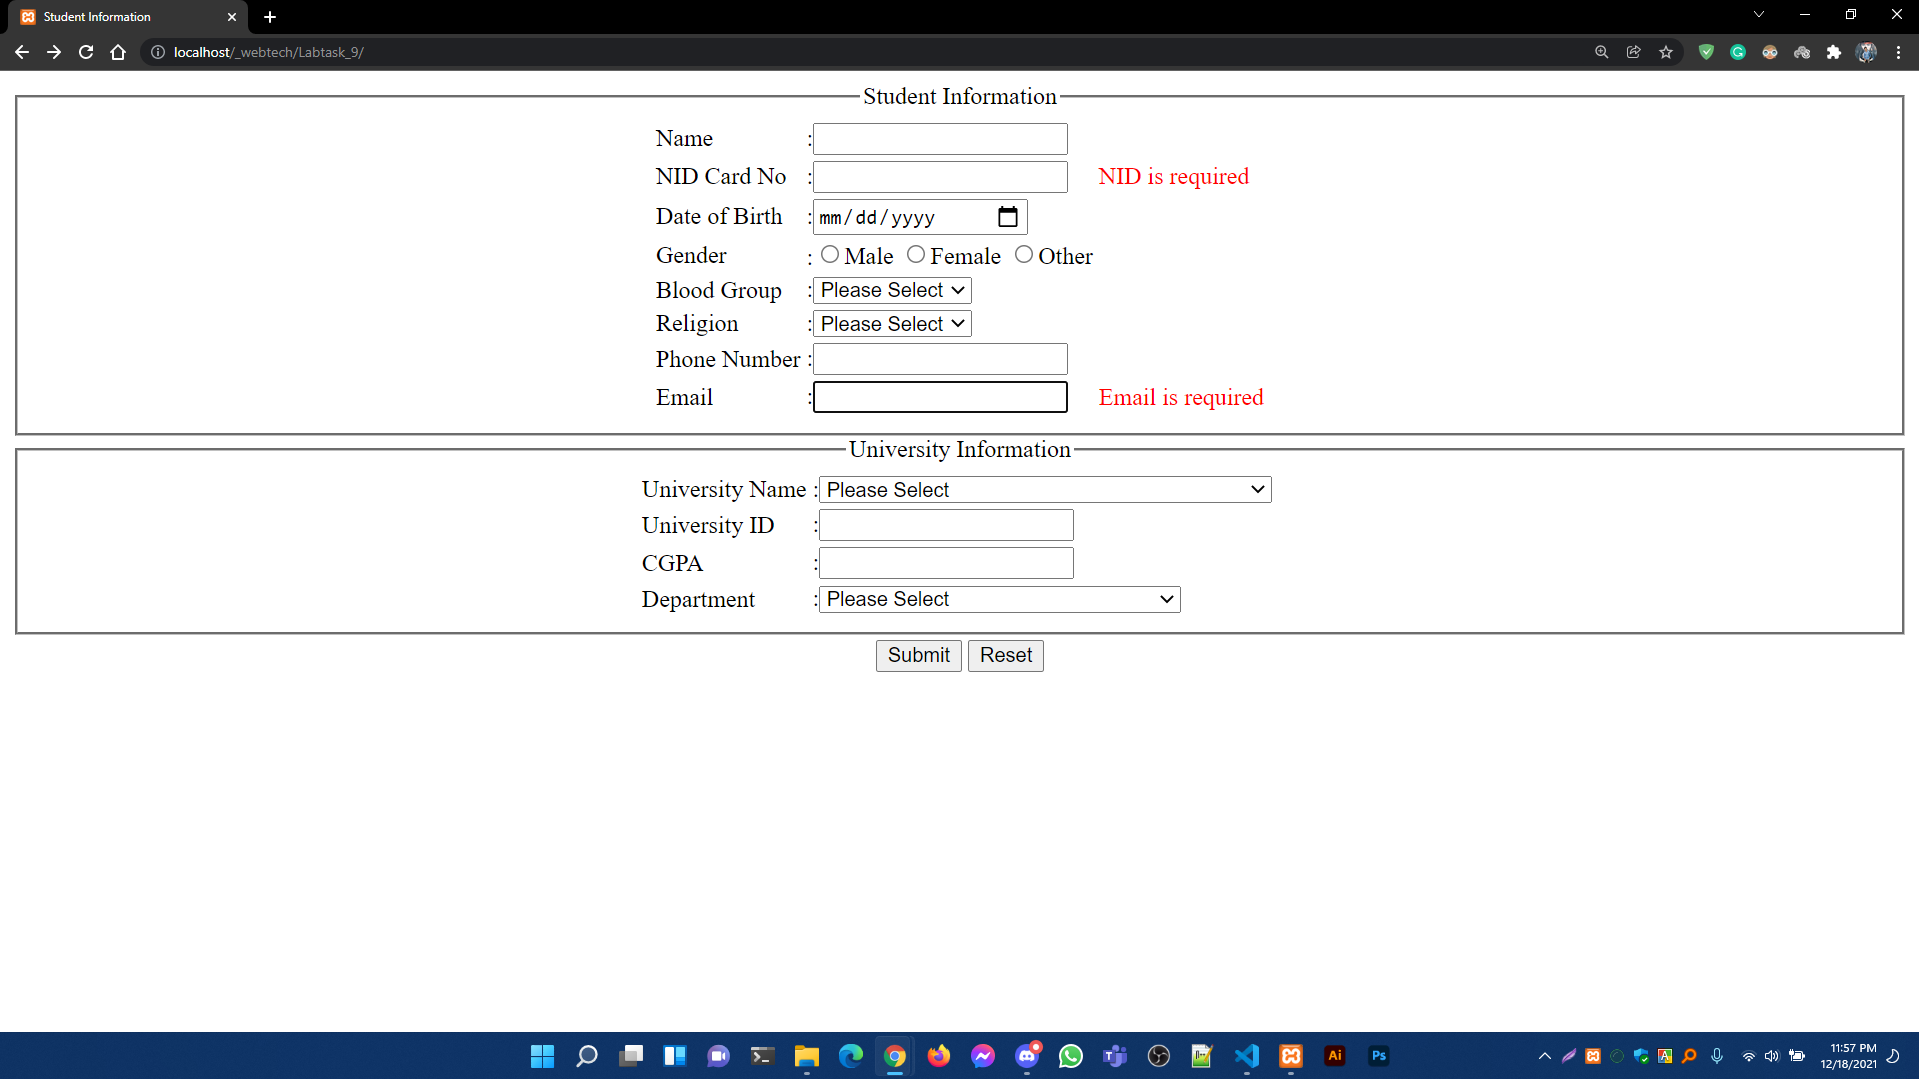 Student Information
localhost/_webtech/Labtask_9/
Student Information
Name :
NID Card No : NID is required
Date of Birth : mm/dd/yyyy
Gender : Male Female Other
Blood Group : Please Select
Religion : Please Select
Phone Number :
Email : Email is required
University Information
University Name : Please Select
University ID :
CGPA :
Department : Please Select
Submit Reset
Ai Ps
11:57 PM
12/18/2021